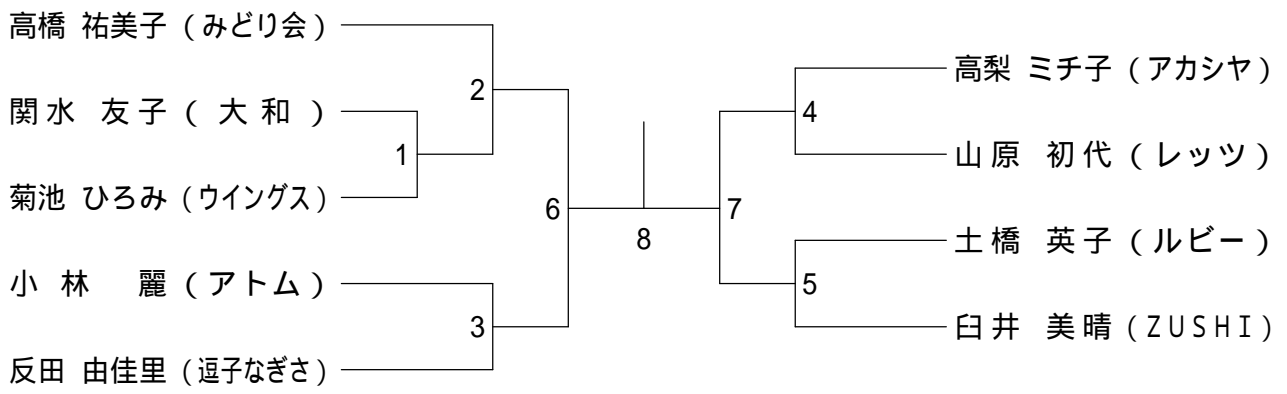 高橋 祐美子（みどり会）
関水 友子（大和）
菊池 ひろみ（ウイングス）
小林 麗（アトム）
反田 由佳里（逗子なぎさ）
1
2
3
6
8
7
4
5
高梨 ミチ子（アカシヤ）
山原 初代（レッツ）
土橋 英子（ルビー）
臼井 美晴（ZUSHI）